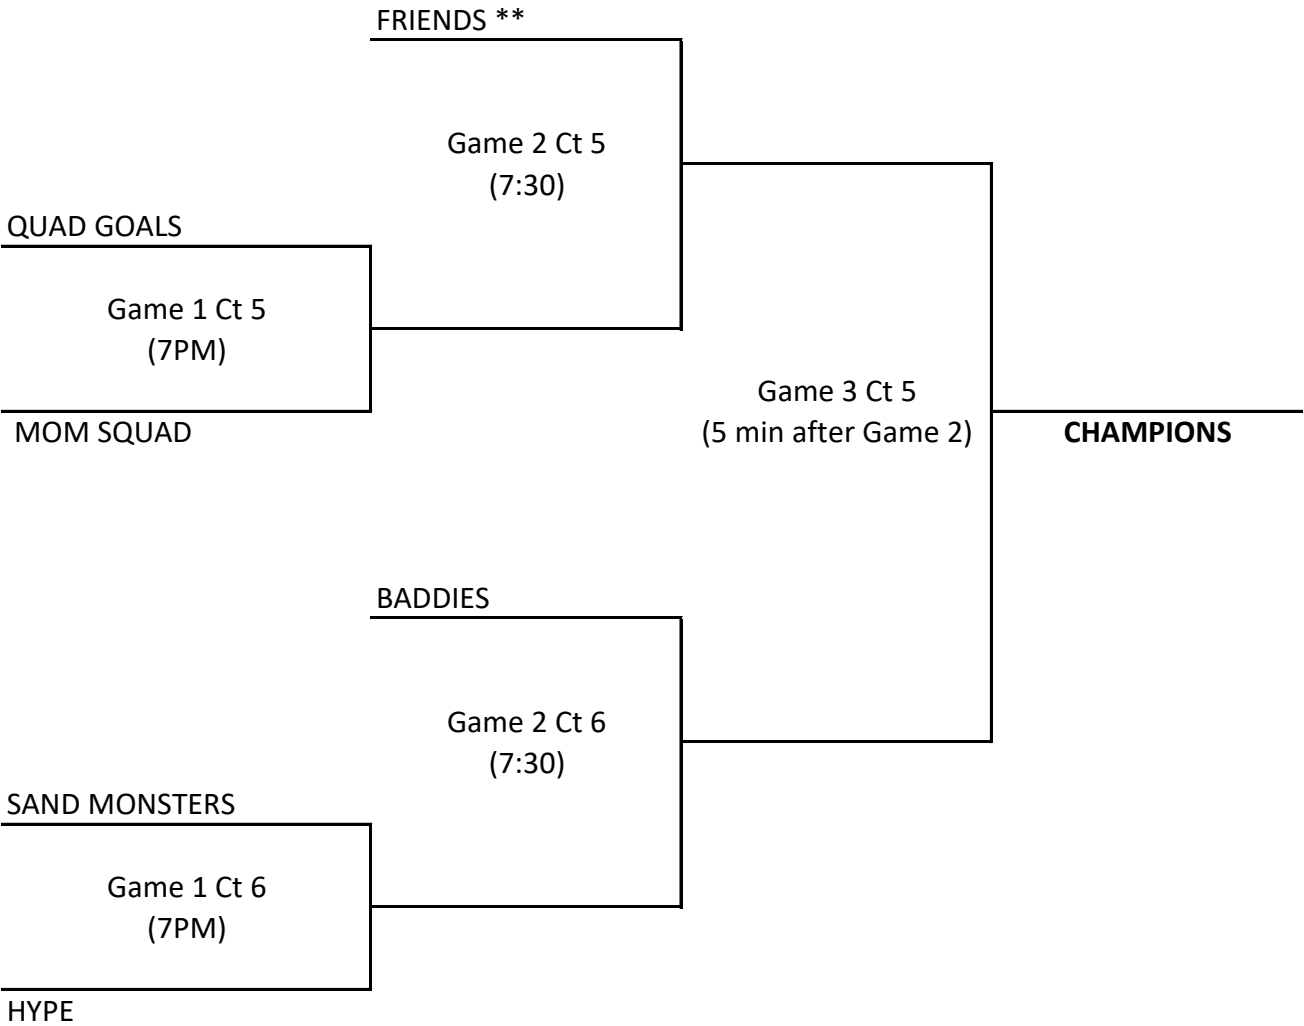 FRIENDS **
Game 2 Ct 5
(7:30)
QUAD GOALS
Game 1 Ct 5
(7PM)
MOM SQUAD
Game 3 Ct 5
(5 min after Game 2)
CHAMPIONS
BADDIES
Game 2 Ct 6
(7:30)
SAND MONSTERS
Game 1 Ct 6
(7PM)
HYPE